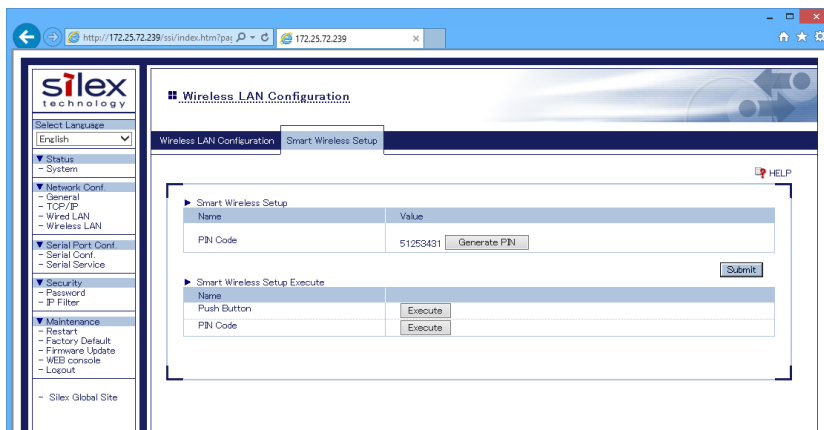 http://172.25.72.239/ssi/index.htm?pag
172.25.72.239
silex
technology
Select Language
English
Status
- System
Network Conf.
- General
- TCP/IP
- Wired LAN
- Wireless LAN
Serial Port Conf.
- Serial Conf.
- Serial Service
Security
- Password
- IP Filter
Maintenance
- Restart
- Factory Default
- Firmware Update
- WEB console
- Logout
- Silex Global Site
Wireless LAN Configuration
Wireless LAN Configuration Smart Wireless Setup
HELP
Smart Wireless Setup
Name Value
PIN Code 51253431 Generate PIN
Submit
Smart Wireless Setup Execute
Name
Push Button Execute
PIN Code Execute